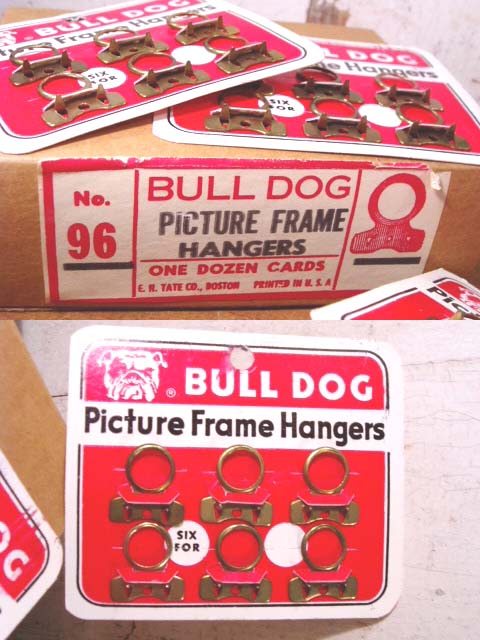 BULL DOG
Picture Frame Hangers
SIX
FOR
BULL DOG
Frame Hangers
SIX
FOR
No.
96
BULL DOG
PICTURE FRAME
HANGERS
ONE DOZEN CARDS
E. H. TATE CO., BOSTON PRINTED IN U. S. A
® BULL DOG
Picture Frame Hangers
SIX
FOR
DOG